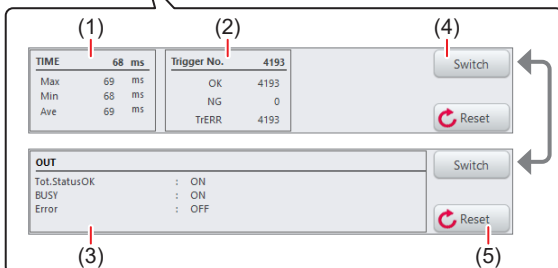 (1) (2) (4)
TIME 68 ms Trigger No. 4193 Switch
Max 69 ms OK 4193
Min 68 ms NG 0
Ave 69 ms TrERR 4193 Reset
OUT Switch
Tot.StatusOK : ON
BUSY : ON
Error : OFF Reset
(3) (5)